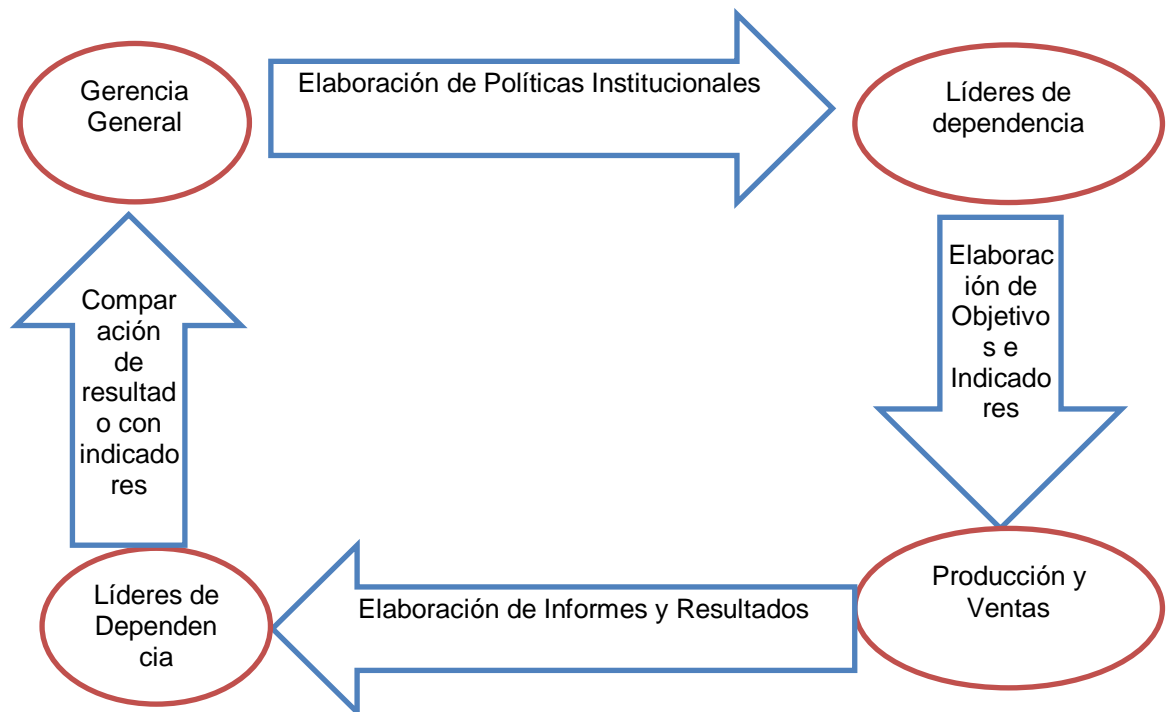 Gerencia
General
Elaboración de Políticas Institucionales
Líderes de
dependencia
Elaborac
ión de
Objetivo
s e
Indicado
res
Producción y
Ventas
Elaboración de Informes y Resultados
Líderes de
Dependen
cia
Compar
ación
de
resultad
o con
indicado
res